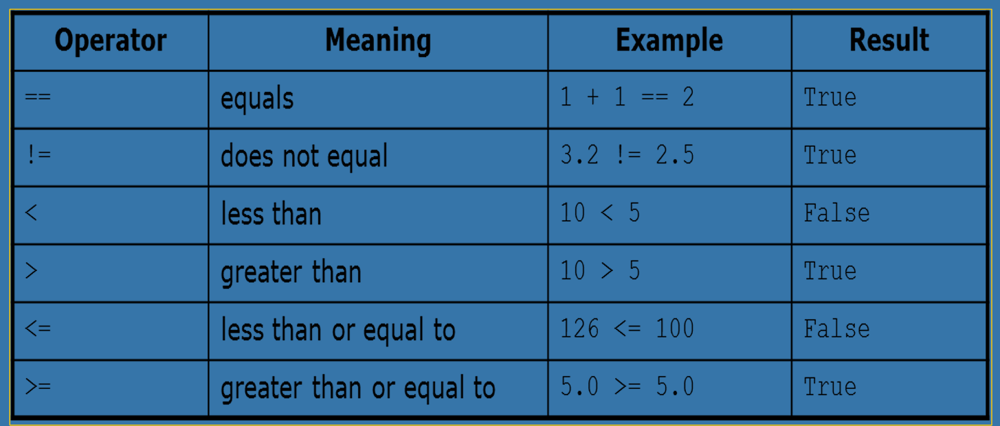 Operator Meaning Example Result
== equals 1 + 1 == 2 True
!= does not equal 3.2 != 2.5 True
< less than 10 < 5 False
> greater than 10 > 5 True
<= less than or equal to 126 <= 100 False
>= greater than or equal to 5.0 >= 5.0 True